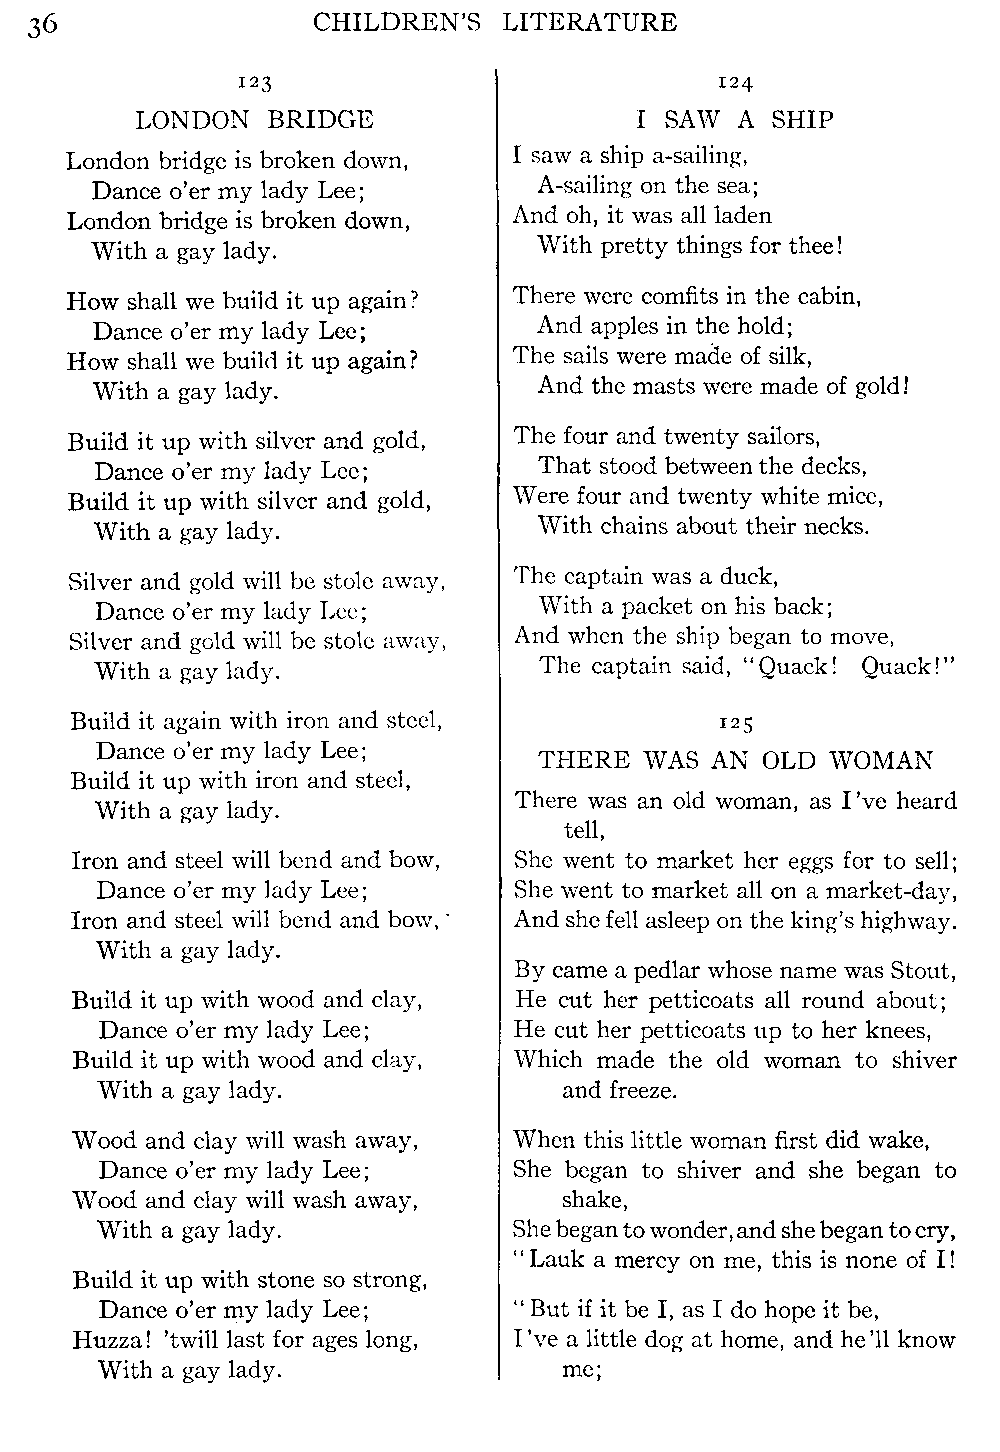 36
CHILDREN'S LITERATURE
123
LONDON BRIDGE
London bridge is broken down,
Dance o'er my lady Lee;
London bridge is broken down,
With a gay lady.
How shall we build it up again?
Dance o'er my lady Lee;
How shall we build it up again?
With a gay lady.
Build it up with silver and gold,
Dance o'er my lady Lee;
Build it up with silver and gold,
With a gay lady.
Silver and gold will be stole away,
Dance o'er my lady Lee;
Silver and gold will be stole away,
With a gay lady.
Build it again with iron and steel,
Dance o'er my lady Lee;
Build it up with iron and steel,
With a gay lady.
Iron and steel will bend and bow,
Dance o'er my lady Lee;
Iron and steel will bend and bow,
With a gay lady.
Build it up with wood and clay,
Dance o'er my lady Lee;
Build it up with wood and clay,
With a gay lady.
Wood and clay will wash away,
Dance o'er my lady Lee;
Wood and clay will wash away,
With a gay lady.
Build it up with stone so strong,
Dance o'er my lady Lee;
Huzza! 'twill last for ages long,
With a gay lady.
124
I SAW A SHIP
I saw a ship a-sailing,
A-sailing on the sea;
And oh, it was all laden
With pretty things for thee!
There were comfits in the cabin,
And apples in the hold;
The sails were made of silk,
And the masts were made of gold!
The four and twenty sailors,
That stood between the decks,
Were four and twenty white mice,
With chains about their necks.
The captain was a duck,
With a packet on his back;
And when the ship began to move,
The captain said, "Quack! Quack!"
125
THERE WAS AN OLD WOMAN
There was an old woman, as I've heard
tell,
She went to market her eggs for to sell;
She went to market all on a market-day,
And she fell asleep on the king's highway.
By came a pedlar whose name was Stout,
He cut her petticoats all round about;
He cut her petticoats up to her knees,
Which made the old woman to shiver
and freeze.
When this little woman first did wake,
She began to shiver and she began to
shake,
She began to wonder, and she began to cry,
"Lauk a mercy on me, this is none of I!
"But if it be I, as I do hope it be,
I've a little dog at home, and he'll know
me;